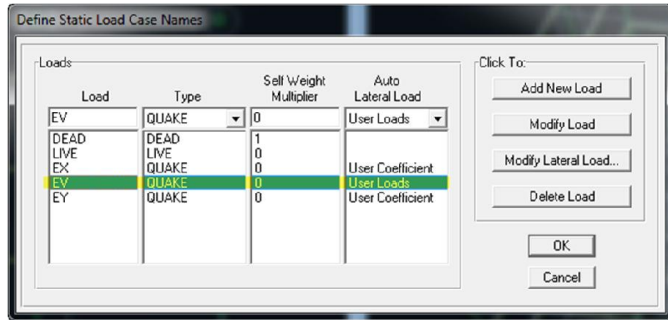 Define Static Load Case Names
Loads
Click To:
Load Type Self Weight Multiplier Auto Lateral Load
EV QUAKE 0 User Loads
DEAD DEAD 1
LIVE LIVE 0
EX QUAKE 0 User Coefficient
EV QUAKE 0 User Loads
EY QUAKE 0 User Coefficient
Add New Load
Modify Load
Modify Lateral Load...
Delete Load
OK
Cancel